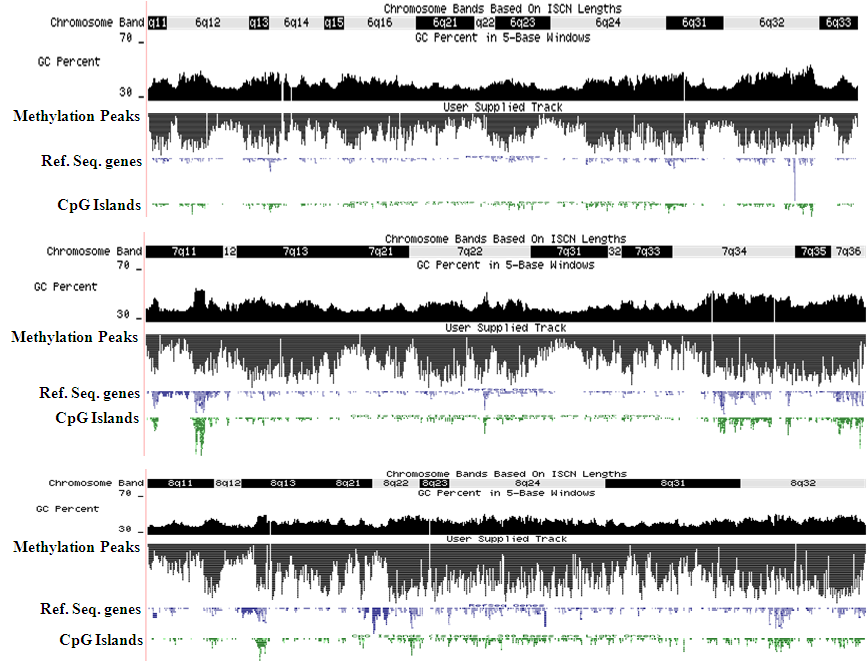 Chromosome Bands Based On ISCN Lengths
Chromosome Band q11 6q12 q13 6q14 q15 6q16 6q21 q22 6q23 6q24 6q31 6q32 6q33
70 _ GC Percent in 5-Base Windows
GC Percent
30 _
User Supplied Track
Methylation Peaks
Ref. Seq. genes
CpG Islands
Chromosome Bands Based On ISCN Lengths
Chromosome Band 7q11 12 7q13 7q21 7q22 7q31 32 7q33 7q34 7q35 7q36
70 _ GC Percent in 5-Base Windows
GC Percent
30 _
User Supplied Track
Methylation Peaks
Ref. Seq. genes RefSeq Genes
CpG Islands
Chromosome Bands Based On ISCN Lengths
Chromosome Band 8q11 8q12 8q13 8q21 8q22 8q23 8q24 8q31 8q32
70 _ GC Percent in 5-Base Windows
GC Percent
30 _
User Supplied Track
Methylation Peaks
Ref. Seq. genes RefSeq Genes
CpG Islands